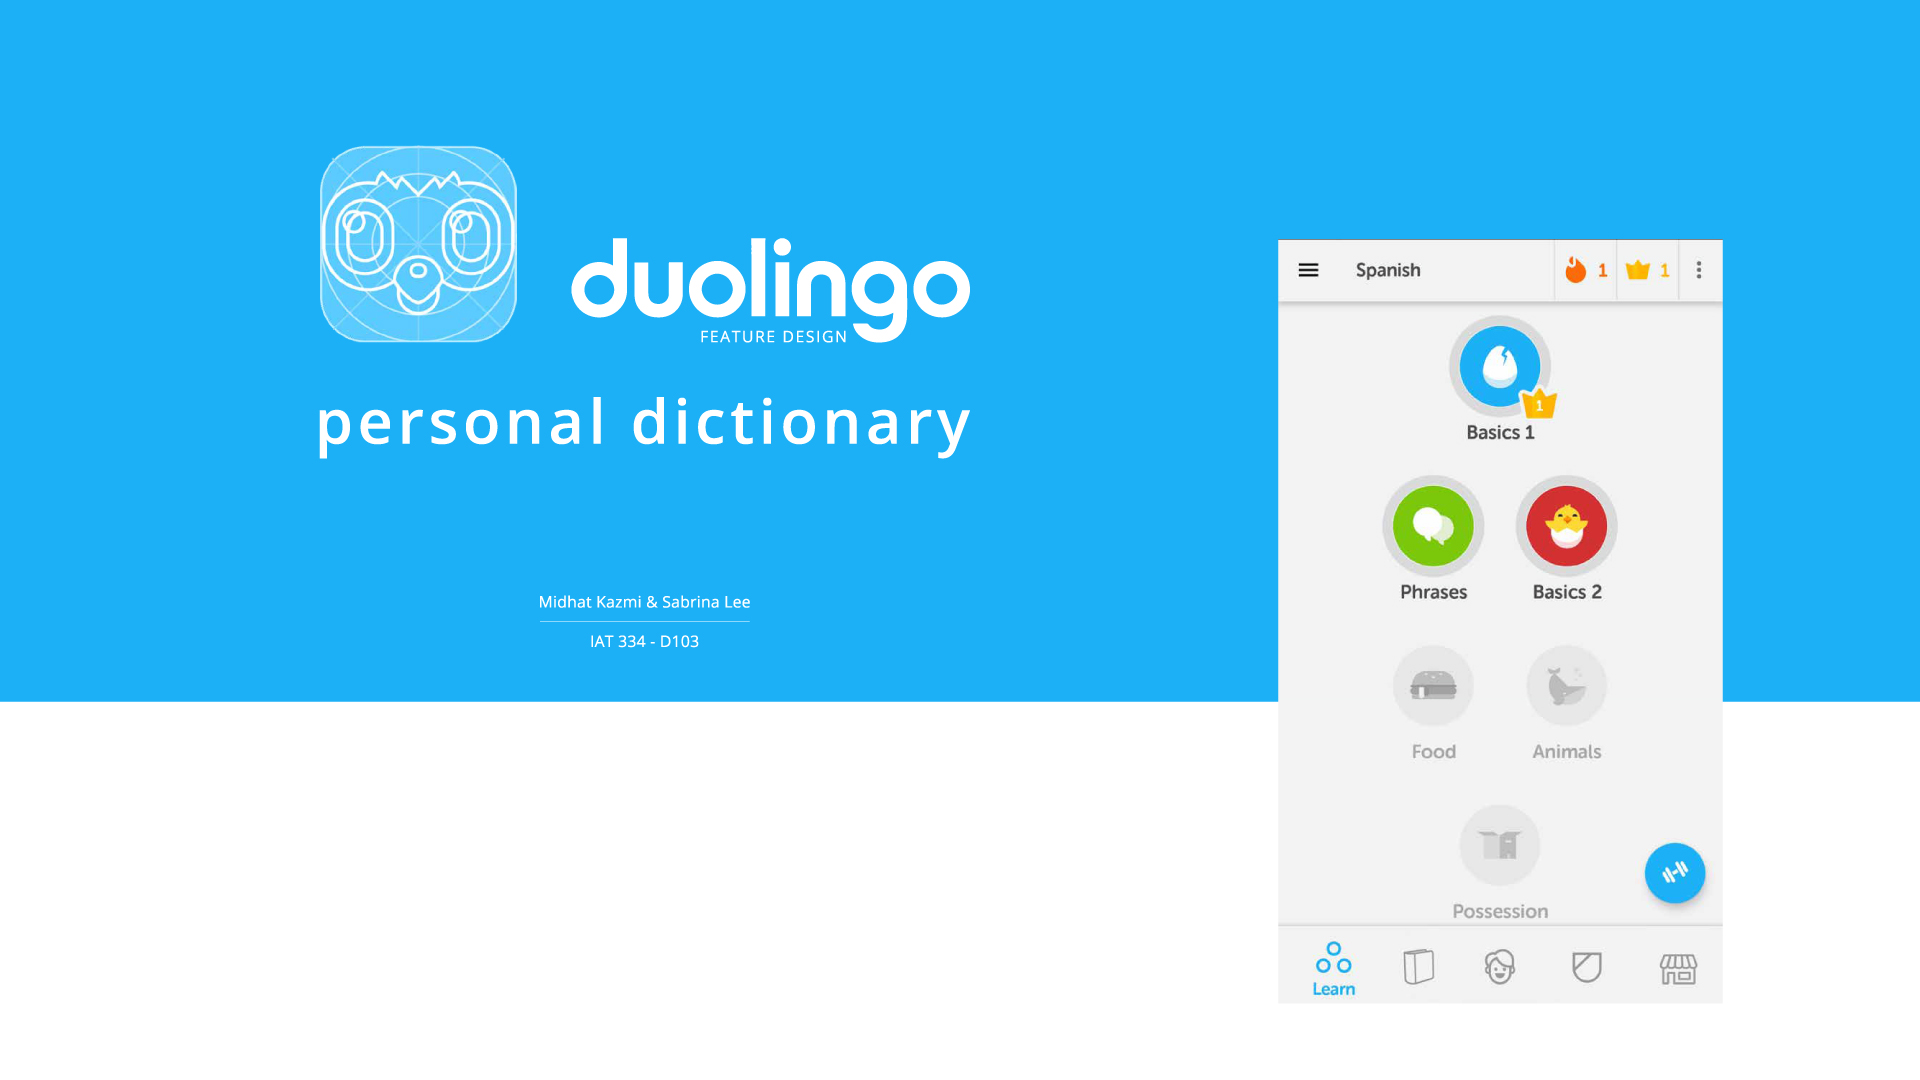 duolingo
FEATURE DESIGN
personal dictionary
Midhat Kazmi & Sabrina Lee
IAT 334 - D103
Spanish
1
1
1
Basics 1
Phrases
Basics 2
Food
Animals
Possession
Learn